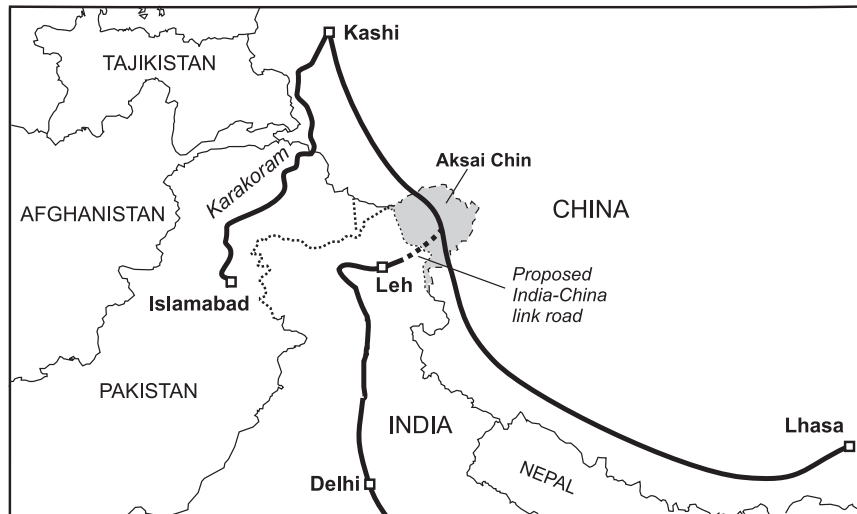 Kashi
TAJIKISTAN
Karakoram
Aksai Chin
AFGHANISTAN
CHINA
Islamabad
Leh
Proposed
India-China
link road
PAKISTAN
INDIA
Lhasa
NEPAL
Delhi